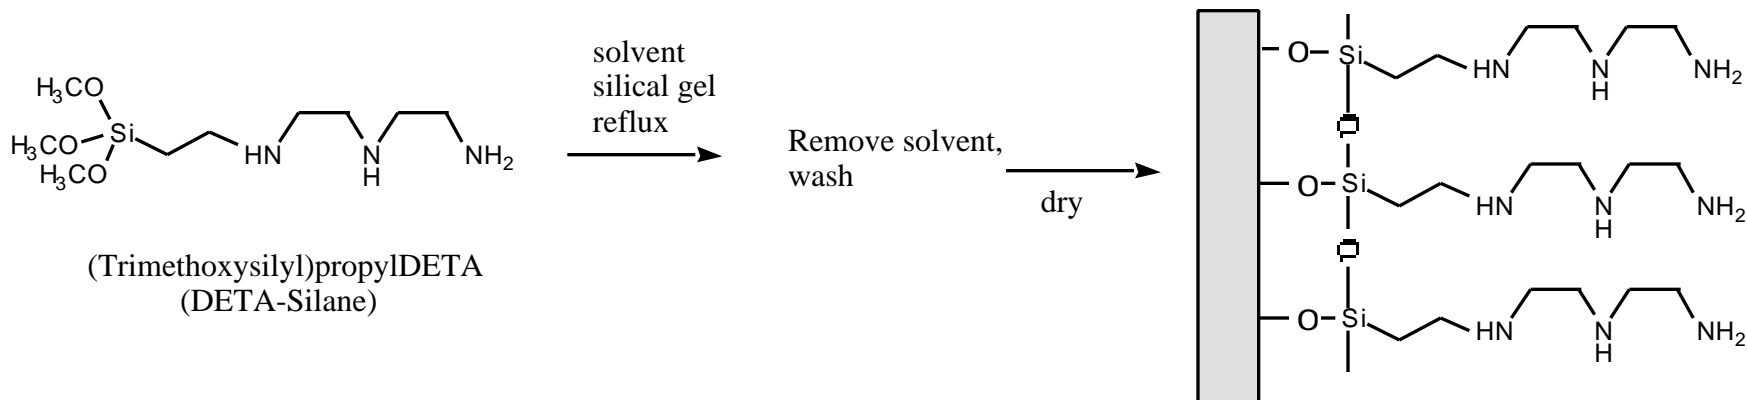 H₃CO
H₃CO
H₃CO
Si
HN
N
H
NH₂
(Trimethoxysilyl)propylDETA
(DETA-Silane)
solvent
silical gel
reflux
Remove solvent,
wash
dry
O
Si
HN
N
H
NH₂
O
Si
HN
N
H
NH₂
O
Si
HN
N
H
NH₂